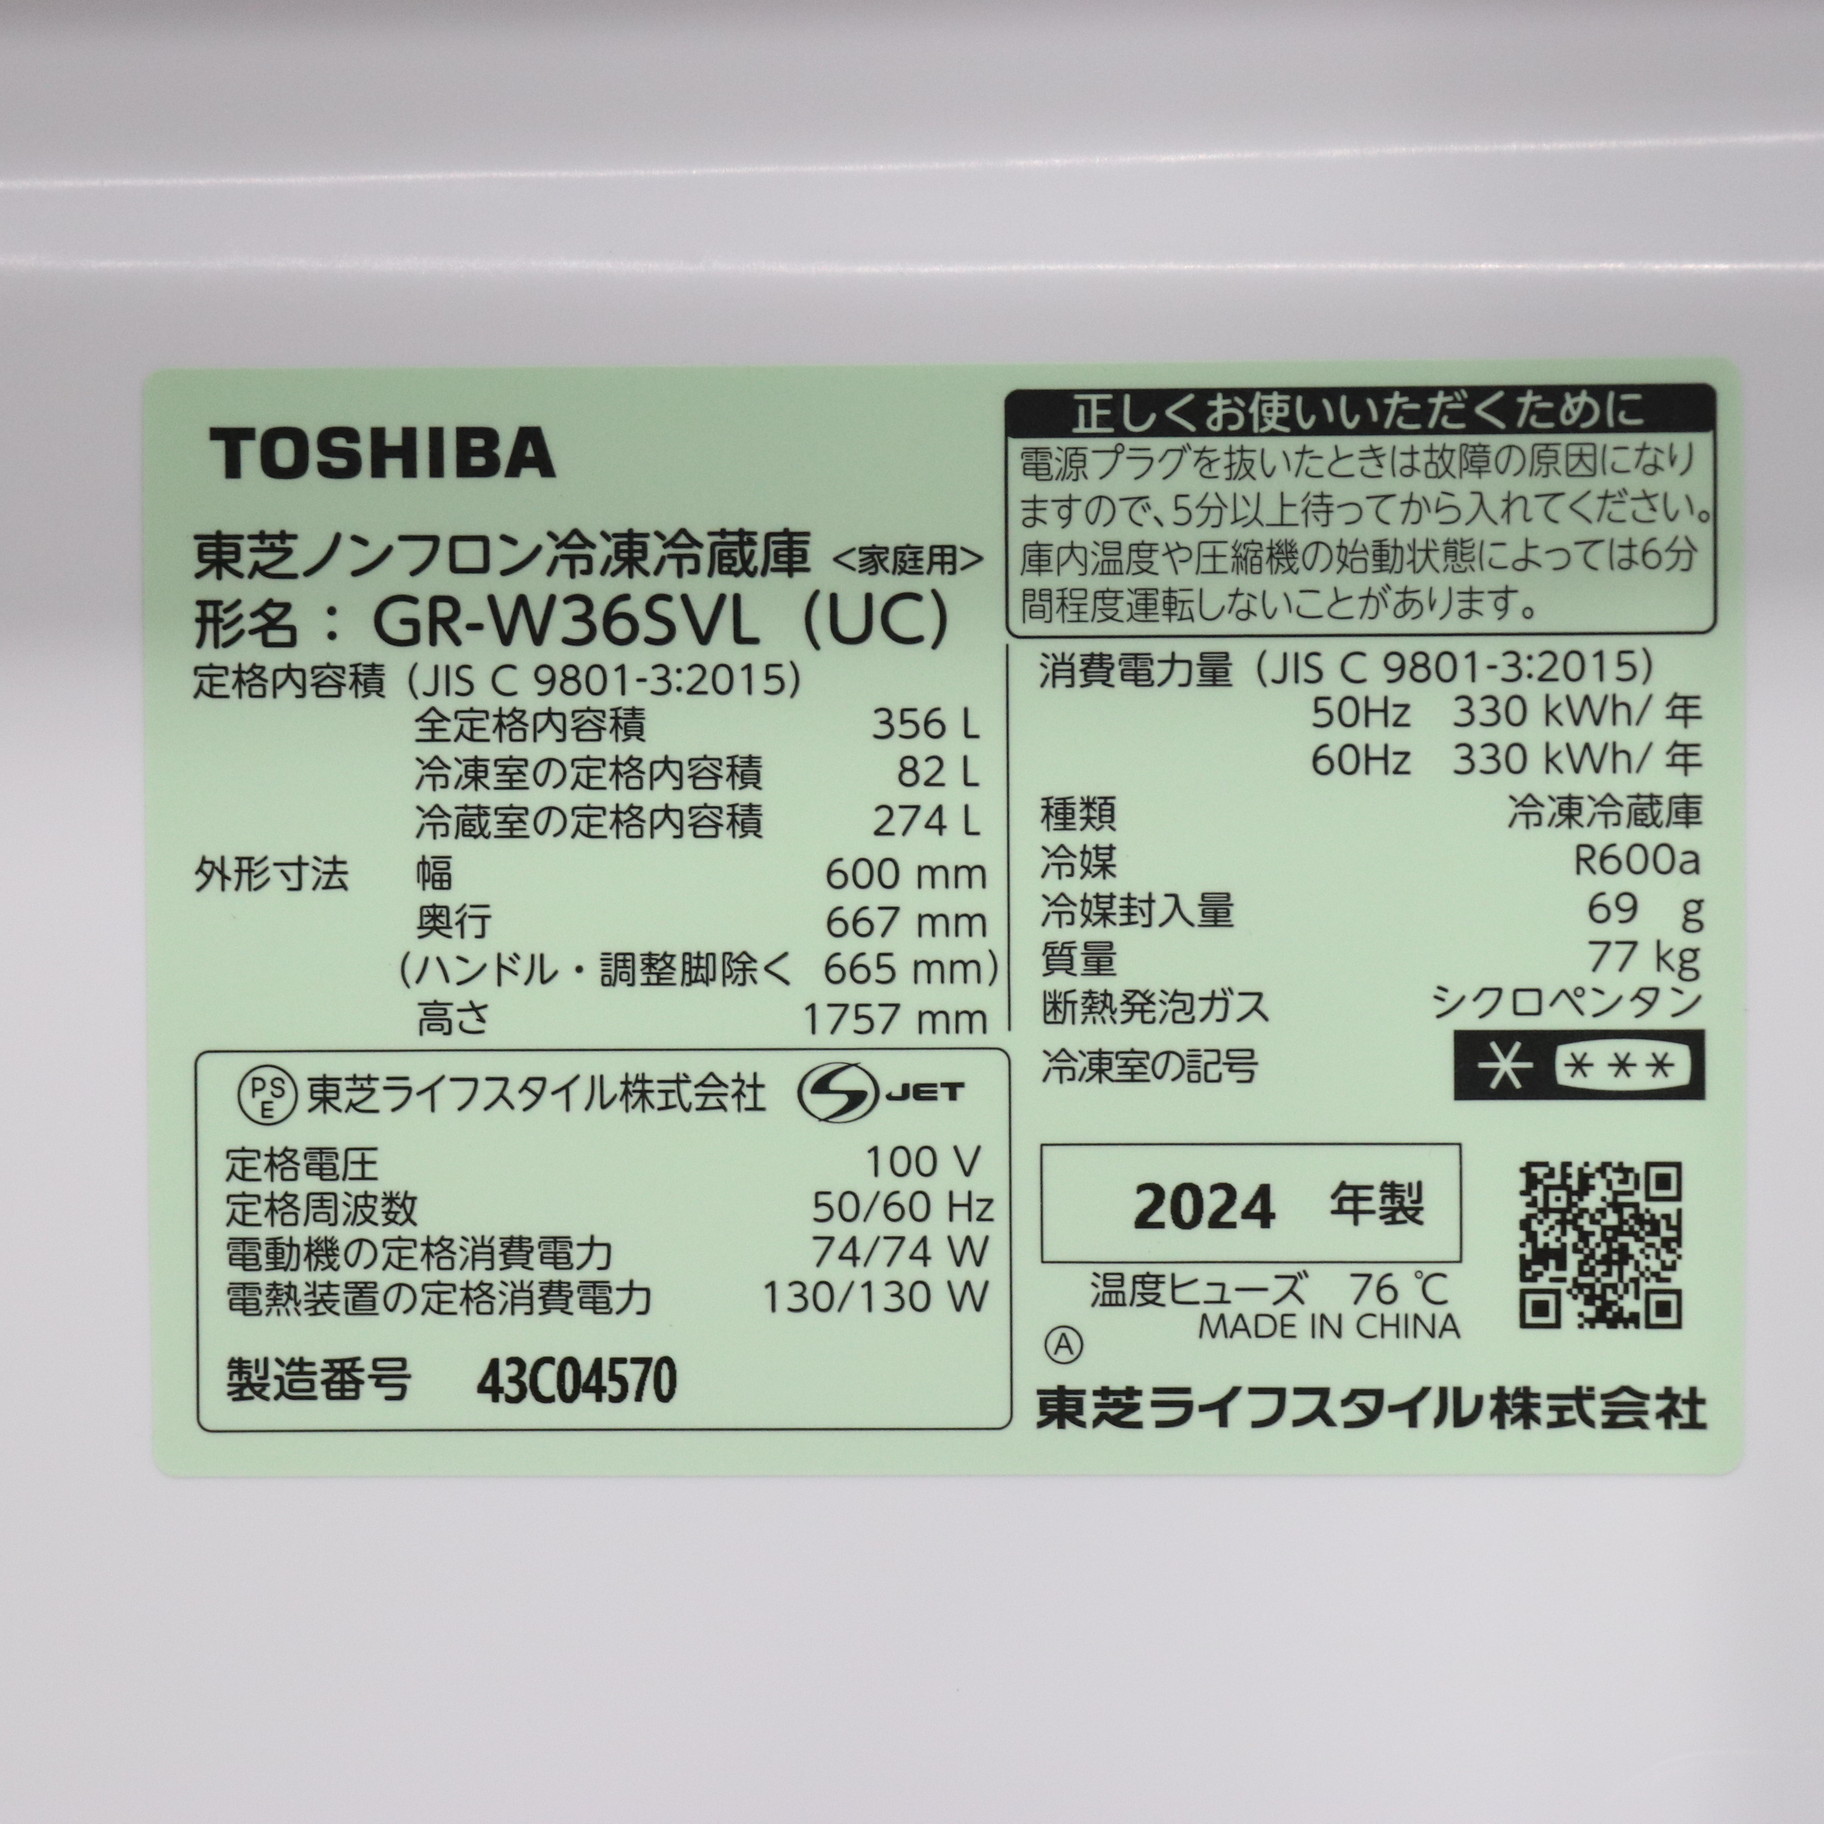 TOSHIBA
東芝ノンフロン冷凍冷蔵庫 <家庭用>
形名： GR-W36SVL (UC)
定格内容積 (JIS C 9801-3:2015)
全定格内容積 356 L
冷凍室の定格内容積 82 L
冷蔵室の定格内容積 274 L
外形寸法 幅 600 mm
奥行 667 mm
(ハンドル・調整脚除く 665 mm)
高さ 1757 mm
PSE 東芝ライフスタイル株式会社 S JET
定格電圧 100 V
定格周波数 50/60 Hz
電動機の定格消費電力 74/74 W
電熱装置の定格消費電力 130/130 W
製造番号 43C04570
正しくお使いいただくために
電源プラグを抜いたときは故障の原因になり
ますので、5分以上待ってから入れてください。
庫内温度や圧縮機の始動状態によっては6分
間程度運転しないことがあります。
消費電力量 (JIS C 9801-3:2015)
50Hz 330 kWh/年
60Hz 330 kWh/年
種類 冷凍冷蔵庫
冷媒 R600a
冷媒封入量 69 g
質量 77 kg
断熱発泡ガス シクロペンタン
冷凍室の記号 * ***
2024 年製
温度ヒューズ 76 ℃
MADE IN CHINA
Ⓐ
東芝ライフスタイル株式会社